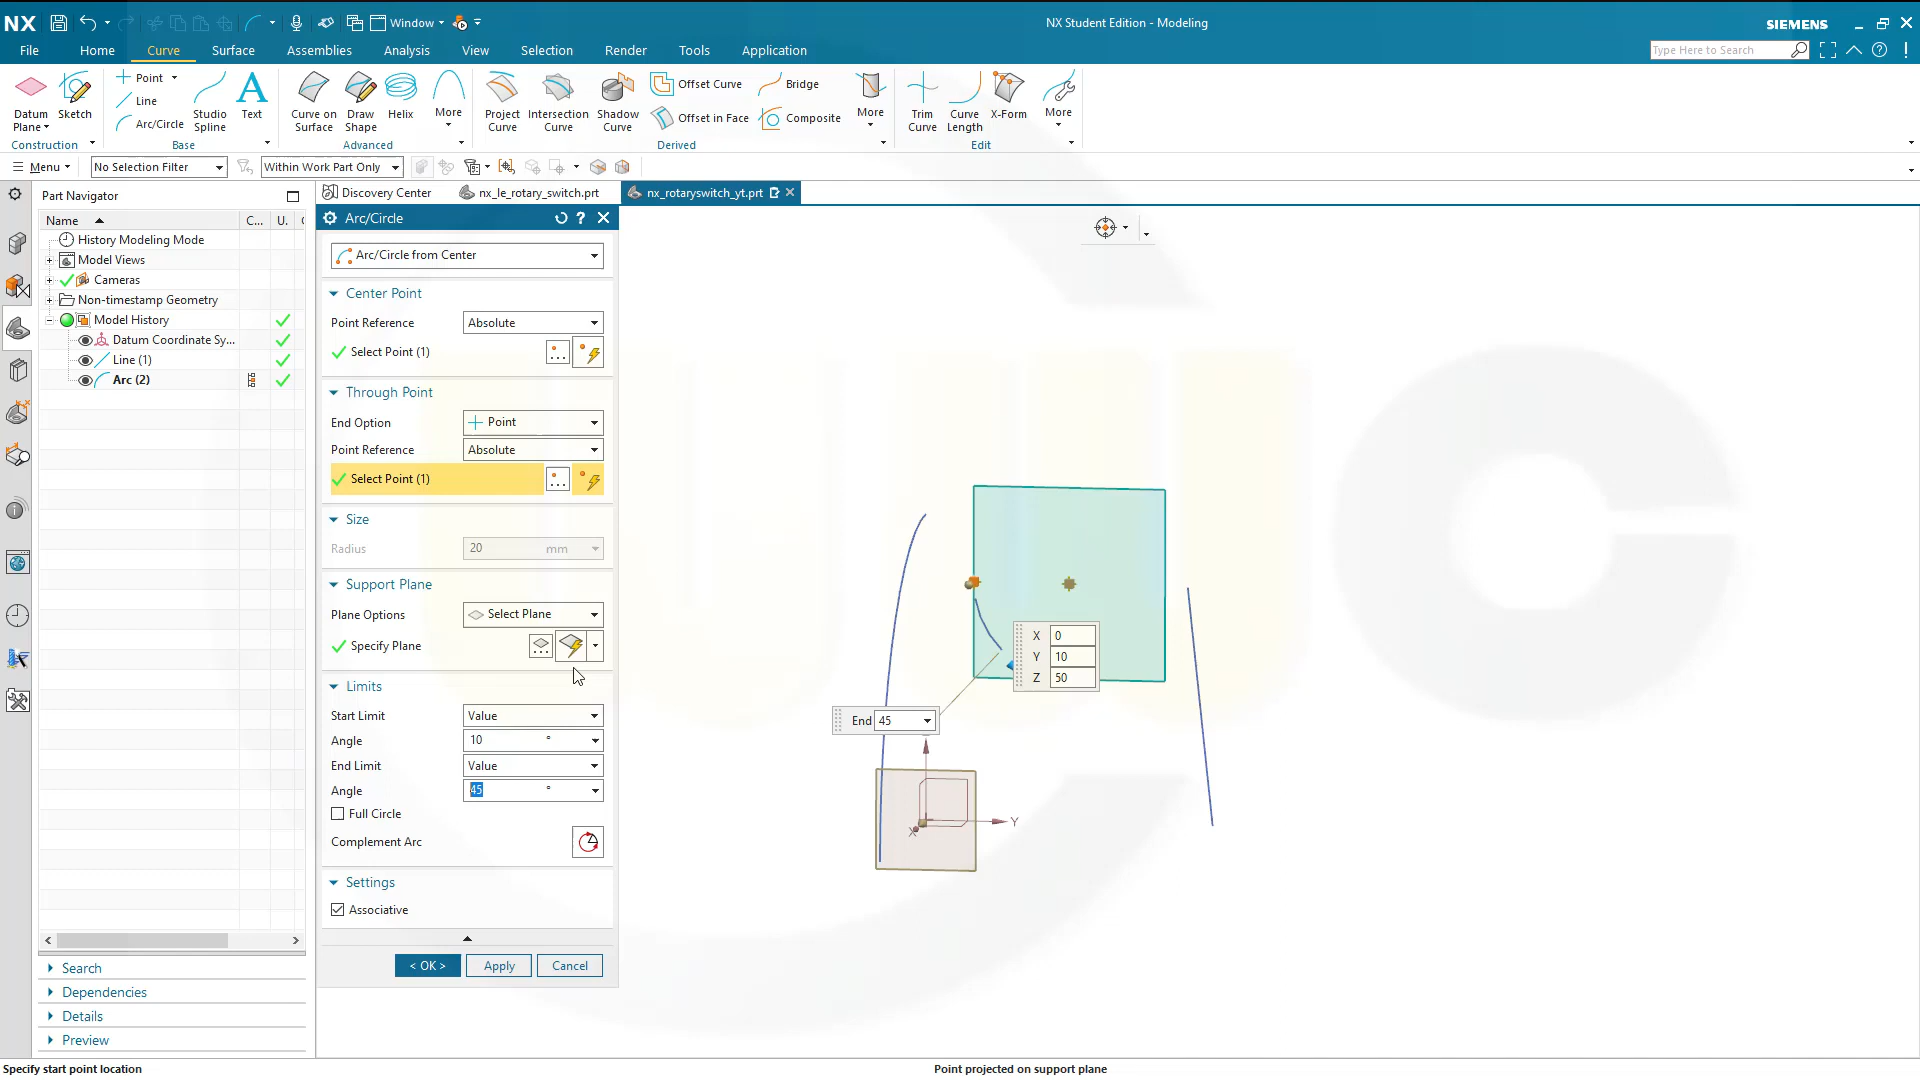 NX
Window
NX Student Edition - Modeling
SIEMENS
File
Home
Curve
Surface
Assemblies
Analysis
View
Selection
Render
Tools
Application
Type Here to Search
Datum Plane
Sketch
Point
Line
Arc/Circle
Studio Spline
Text
Curve on Surface
Draw Shape
Helix
More
Project Curve
Intersection Curve
Shadow Curve
Offset Curve
Offset in Face
Bridge
Composite
More
Trim Curve
Curve Length
X-Form
More
Construction
Base
Advanced
Derived
Edit
Menu
No Selection Filter
Within Work Part Only
Part Navigator
Discovery Center
nx_le_rotary_switch.prt
nx_rotaryswitch_yt.prt
Name
C...
U.
History Modeling Mode
Model Views
Cameras
Non-timestamp Geometry
Model History
Datum Coordinate Sy...
Line (1)
Arc (2)
Search
Dependencies
Details
Preview
Arc/Circle
Arc/Circle from Center
Center Point
Point Reference Absolute
Select Point (1)
Through Point
End Option Point
Point Reference Absolute
Select Point (1)
Size
Radius 20 mm
Support Plane
Plane Options Select Plane
Specify Plane
Limits
Start Limit Value
Angle 10 °
End Limit Value
Angle 45 °
Full Circle
Complement Arc
Settings
Associative
< OK >
Apply
Cancel
X 0
Y 10
Z 50
End 45
X
Y
Specify start point location
Point projected on support plane